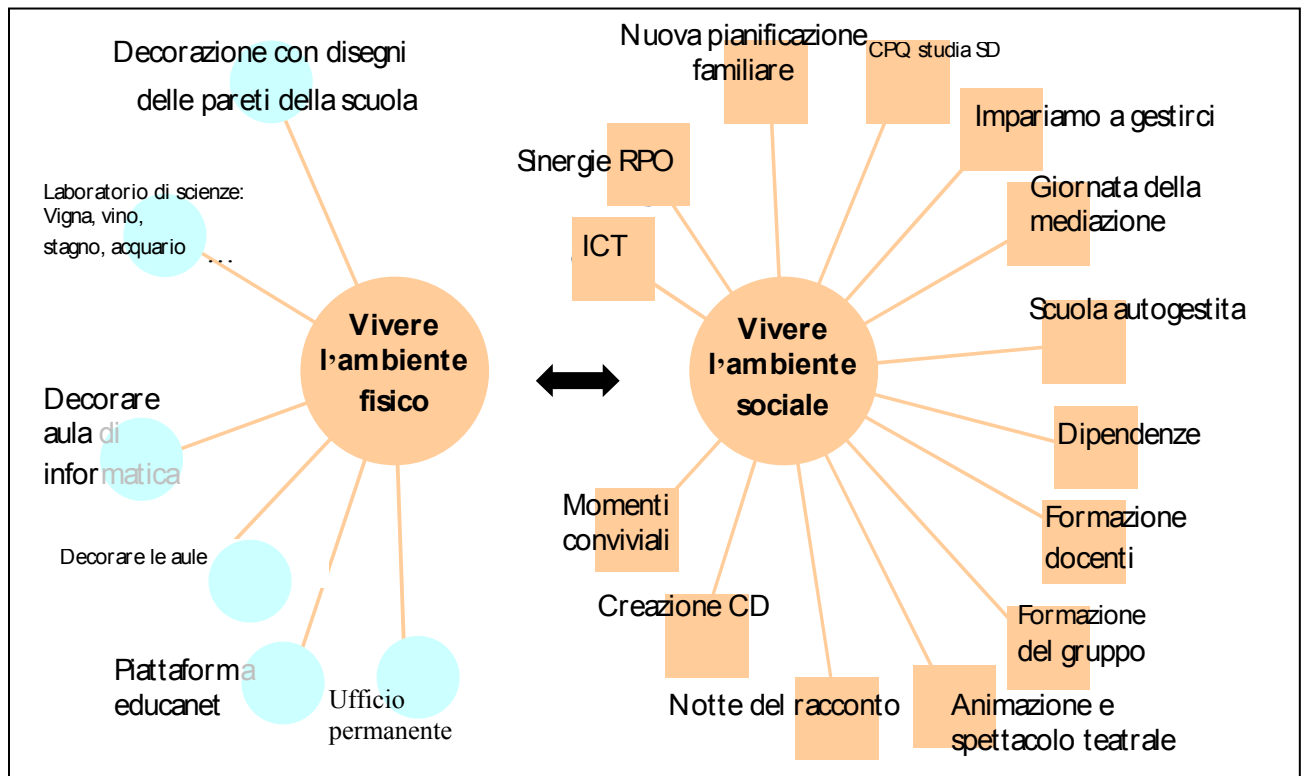 Decorazione con disegni
delle pareti della scuola
Laboratorio di scienze:
Vigna, vino,
stagno, acquario ...
Vivere
l'ambiente
fisico
Decorare
aula di
informatica
Decorare le aule
Piattaforma
educanet
Ufficio
permanente
Nuova pianificazione
familiare
CPQ studia SD
Impariamo a gestirci
Sinergie RPO
Giornata della
mediazione
ICT
Scuola autogestita
Vivere
l'ambiente
sociale
Dipendenze
Momenti
conviviali
Formazione
docenti
Creazione CD
Formazione
del gruppo
Notte del racconto
Animazione e
spettacolo teatrale